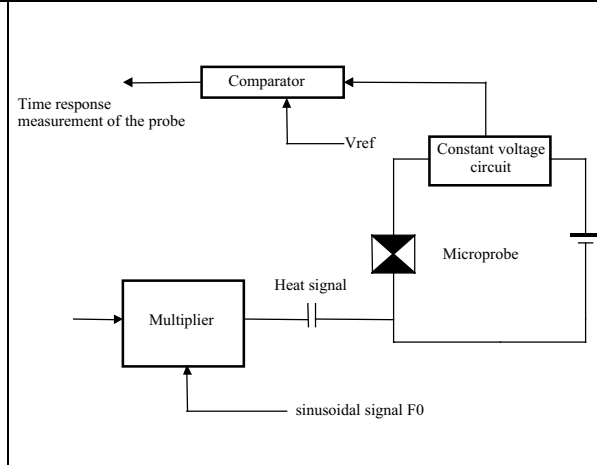 Comparator
Time response
measurement of the probe
Vref
Constant voltage
circuit
Microprobe
Heat signal
Multiplier
sinusoidal signal F0